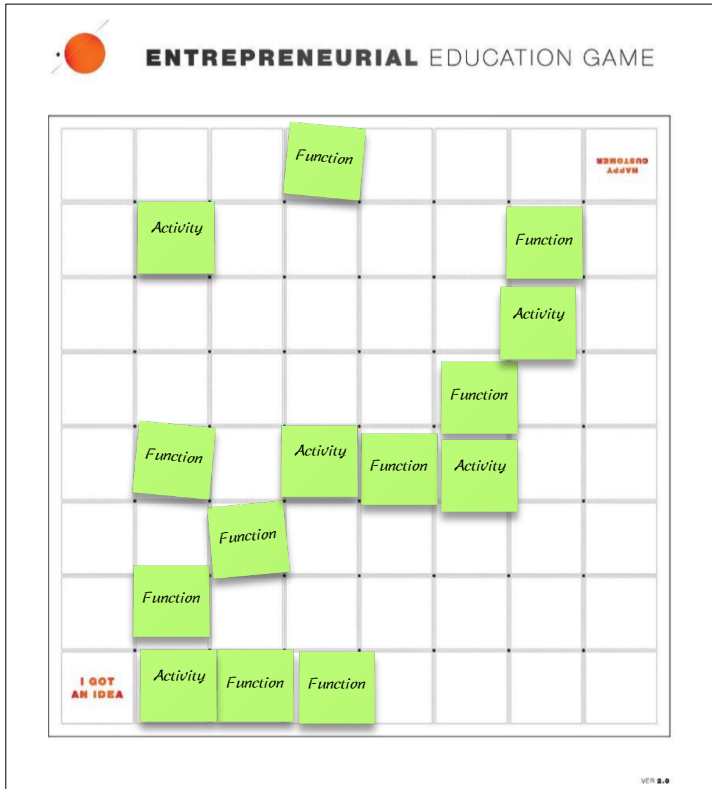 ENTREPRENEURIAL EDUCATION GAME
Function
HAPPY
CUSTOMER
Activity
Function
Activity
Function
Function
Activity
Function
Activity
Function
Function
I GOT
AN IDEA
Activity
Function
Function
VER 2.0